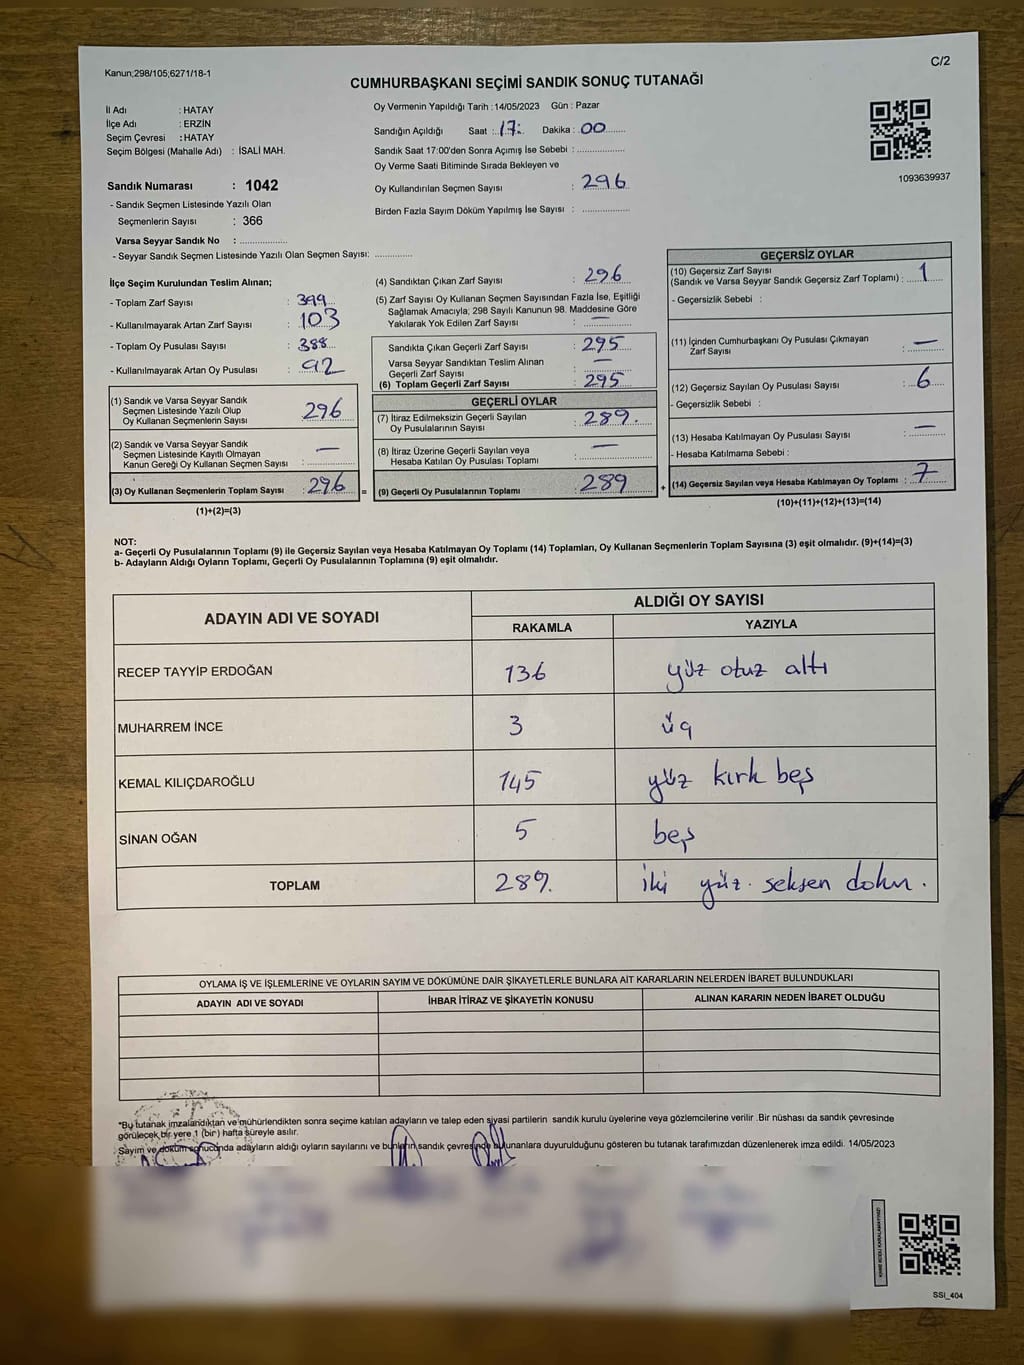 Kanun;298/105;6271/18-1
C/2
CUMHURBAŞKANI SEÇİMİ SANDIK SONUÇ TUTANAĞI
İl Adı : HATAY
İlçe Adı : ERZİN
Seçim Çevresi : HATAY
Seçim Bölgesi (Mahalle Adı) : İSALİ MAH.
Oy Vermenin Yapıldığı Tarih :14/05/2023 Gün : Pazar
Sandığın Açıldığı Saat :17: Dakika : 00
Sandık Saat 17:00'den Sonra Açımış İse Sebebi :
Oy Verme Saati Bitiminde Sırada Bekleyen ve
Oy Kullandırılan Seçmen Sayısı : 296
Birden Fazla Sayım Döküm Yapılmış İse Sayısı :
1093639937
Sandık Numarası : 1042
- Sandık Seçmen Listesinde Yazılı Olan
Seçmenlerin Sayısı : 366
Varsa Seyyar Sandık No :
- Seyyar Sandık Seçmen Listesinde Yazılı Olan Seçmen Sayısı:
İlçe Seçim Kurulundan Teslim Alınan;
- Toplam Zarf Sayısı : 399
- Kullanılmayarak Artan Zarf Sayısı : 103
- Toplam Oy Pusulası Sayısı : 388
- Kullanılmayarak Artan Oy Pusulası : 92
(1) Sandık ve Varsa Seyyar Sandık
Seçmen Listesinde Yazılı Olup
Oy Kullanan Seçmenlerin Sayısı 296
(2) Sandık ve Varsa Seyyar Sandık
Seçmen Listesinde Kayıtlı Olmayan
Kanun Gereği Oy Kullanan Seçmen Sayısı : —
(3) Oy Kullanan Seçmenlerin Toplam Sayısı : 296 =
(1)+(2)=(3)
(4) Sandıktan Çıkan Zarf Sayısı : 296
(5) Zarf Sayısı Oy Kullanan Seçmen Sayısından Fazla İse, Eşitliği
Sağlamak Amacıyla; 298 Sayılı Kanunun 98. Maddesine Göre
Yakılarak Yok Edilen Zarf Sayısı : —
Sandıkta Çıkan Geçerli Zarf Sayısı : 295
Varsa Seyyar Sandıktan Teslim Alınan
Geçerli Zarf Sayısı : —
(6) Toplam Geçerli Zarf Sayısı : 295
GEÇERLİ OYLAR
(7) İtiraz Edilmeksizin Geçerli Sayılan
Oy Pusulalarının Sayısı : 289
(8) İtiraz Üzerine Geçerli Sayılan veya
Hesaba Katılan Oy Pusulası Toplamı : —
(9) Geçerli Oy Pusulalarının Toplamı : 289 +
GEÇERSİZ OYLAR
(10) Geçersiz Zarf Sayısı
(Sandık ve Varsa Seyyar Sandık Geçersiz Zarf Toplamı) : 1
- Geçersizlik Sebebi :
(11) İçinden Cumhurbaşkanı Oy Pusulası Çıkmayan
Zarf Sayısı : —
(12) Geçersiz Sayılan Oy Pusulası Sayısı : 6
- Geçersizlik Sebebi :
(13) Hesaba Katılmayan Oy Pusulası Sayısı : —
- Hesaba Katılmama Sebebi :
(14) Geçersiz Sayılan veya Hesaba Katılmayan Oy Toplamı : 7
(10)+(11)+(12)+(13)=(14)
NOT:
a- Geçerli Oy Pusulalarının Toplamı (9) ile Geçersiz Sayılan veya Hesaba Katılmayan Oy Toplamı (14) Toplamları, Oy Kullanan Seçmenlerin Toplam Sayısına (3) eşit olmalıdır. (9)+(14)=(3)
b- Adayların Aldığı Oyların Toplamı, Geçerli Oy Pusulalarının Toplamına (9) eşit olmalıdır.
ADAYIN ADI VE SOYADI
ALDIĞI OY SAYISI
RAKAMLA YAZIYLA
RECEP TAYYİP ERDOĞAN 136 yüz otuz altı
MUHARREM İNCE 3 üç
KEMAL KILIÇDAROĞLU 145 yüz kırk beş
SİNAN OĞAN 5 beş
TOPLAM 289. iki yüz seksen dokuz.
OYLAMA İŞ VE İŞLEMLERİNE VE OYLARIN SAYIM VE DÖKÜMÜNE DAİR ŞİKAYETLERLE BUNLARA AİT KARARLARIN NELERDEN İBARET BULUNDUKLARI
ADAYIN ADI VE SOYADI İHBAR İTİRAZ VE ŞİKAYETİN KONUSU ALINAN KARARIN NEDEN İBARET OLDUĞU
*Bu tutanak imzalandıktan ve mühürlendikten sonra seçime katılan adayların ve talep eden siyasi partilerin sandık kurulu üyelerine veya gözlemcilerine verilir .Bir nüshası da sandık çevresinde
görülecek bir yere 1 (bir) hafta süreyle asılır.
Sayım ve döküm sonucunda adayların aldığı oyların sayılarını ve bunların sandık çevresinde bulunanlara duyurulduğunu gösteren bu tutanak tarafımızdan düzenlenerek imza edildi. 14/05/2023
SSI_404